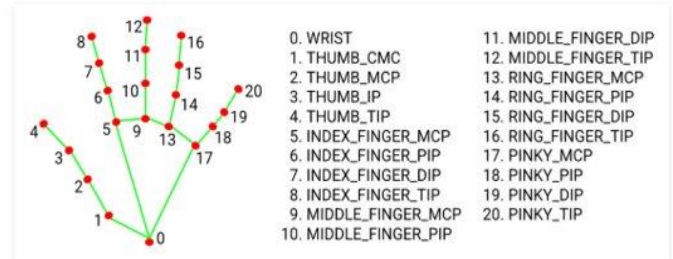 12
8
16
11
7
15
20
6
10
14
19
4
5
9
13
18
3
17
2
1
0
0. WRIST
1. THUMB_CMC
2. THUMB_MCP
3. THUMB_IP
4. THUMB_TIP
5. INDEX_FINGER_MCP
6. INDEX_FINGER_PIP
7. INDEX_FINGER_DIP
8. INDEX_FINGER_TIP
9. MIDDLE_FINGER_MCP
10. MIDDLE_FINGER_PIP
11. MIDDLE_FINGER_DIP
12. MIDDLE_FINGER_TIP
13. RING_FINGER_MCP
14. RING_FINGER_PIP
15. RING_FINGER_DIP
16. RING_FINGER_TIP
17. PINKY_MCP
18. PINKY_PIP
19. PINKY_DIP
20. PINKY_TIP